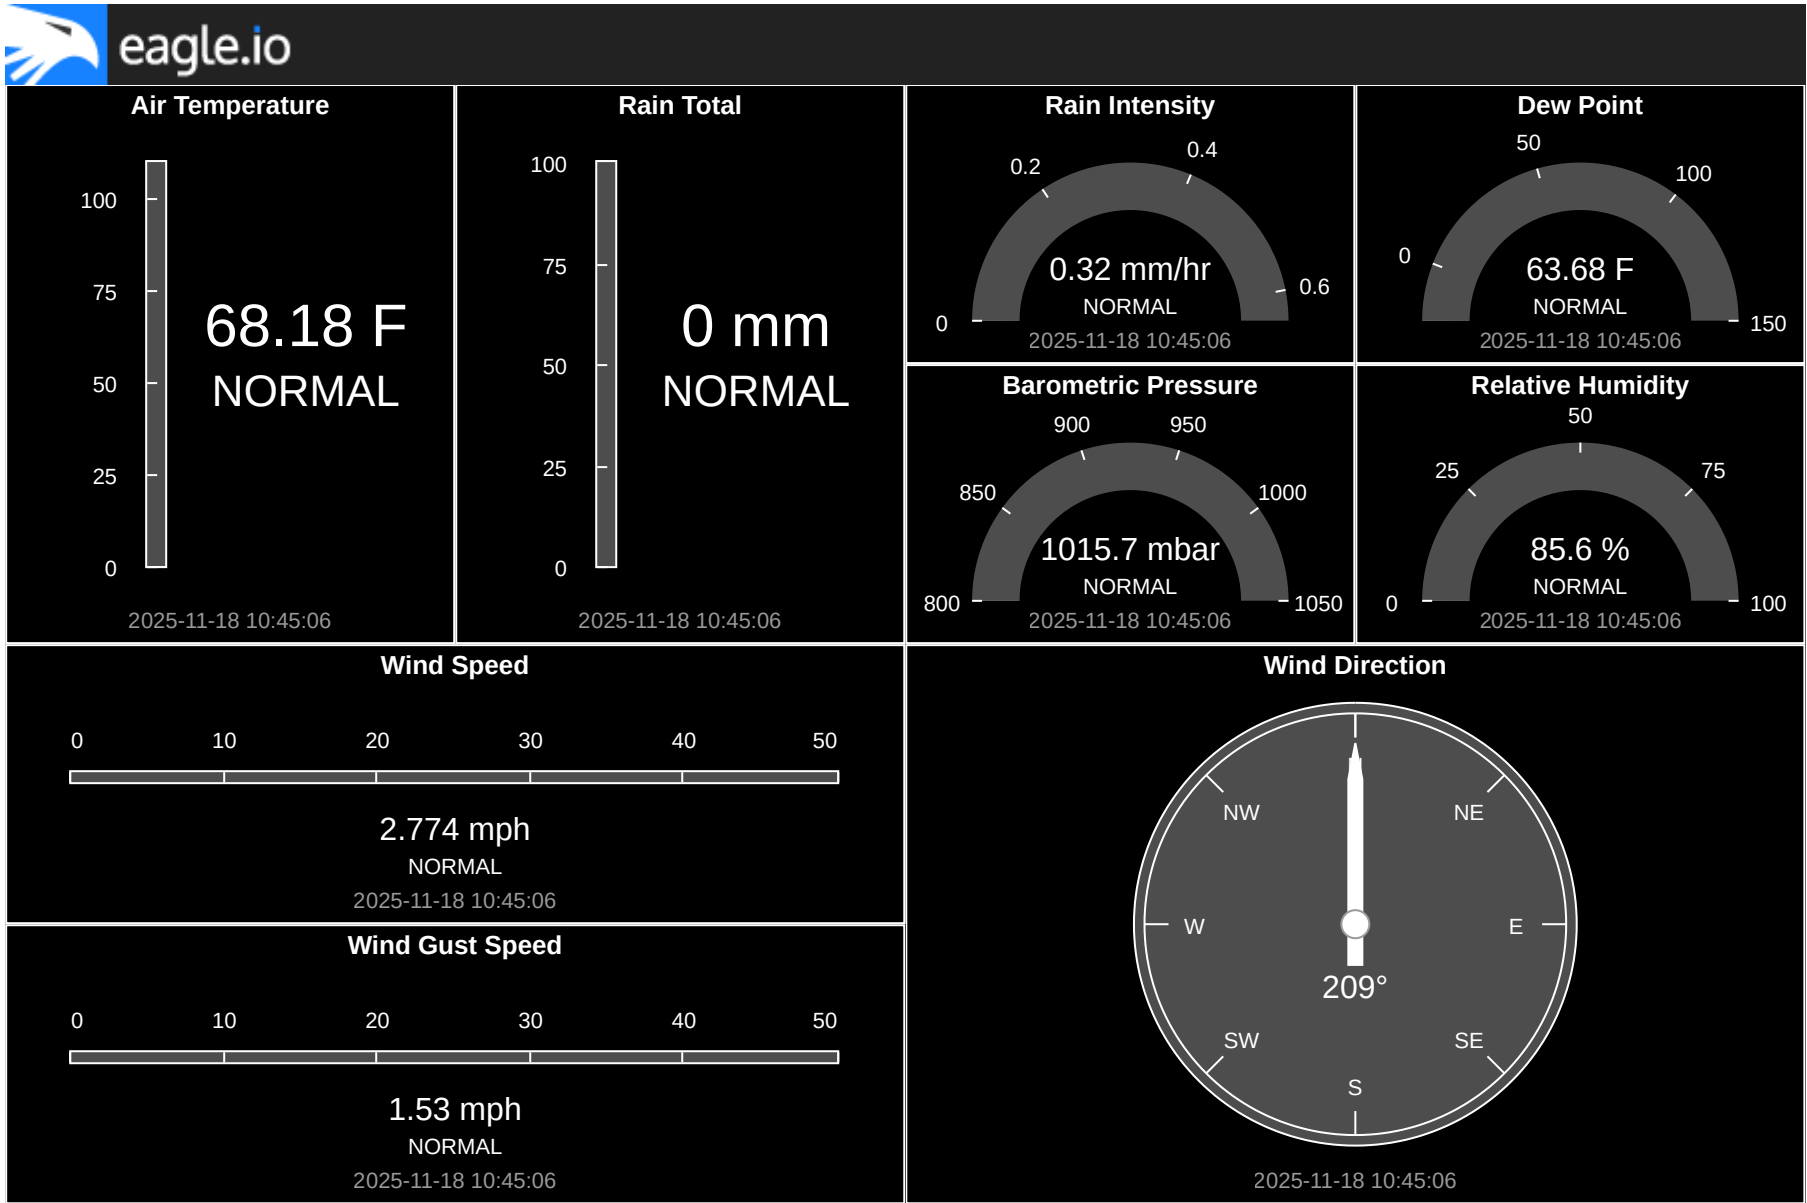 eagle.io
Air Temperature
100
75
50
25
0
68.18 F
NORMAL
2025-11-18 10:45:06
Rain Total
100
75
50
25
0
0 mm
NORMAL
2025-11-18 10:45:06
Rain Intensity
0
0.2
0.4
0.6
0.32 mm/hr
NORMAL
2025-11-18 10:45:06
Dew Point
0
50
100
150
63.68 F
NORMAL
2025-11-18 10:45:06
Barometric Pressure
800
850
900
950
1000
1050
1015.7 mbar
NORMAL
2025-11-18 10:45:06
Relative Humidity
0
25
50
75
100
85.6 %
NORMAL
2025-11-18 10:45:06
Wind Speed
0 10 20 30 40 50
2.774 mph
NORMAL
2025-11-18 10:45:06
Wind Gust Speed
0 10 20 30 40 50
1.53 mph
NORMAL
2025-11-18 10:45:06
Wind Direction
NW NE
W E
209°
SW SE
S
2025-11-18 10:45:06